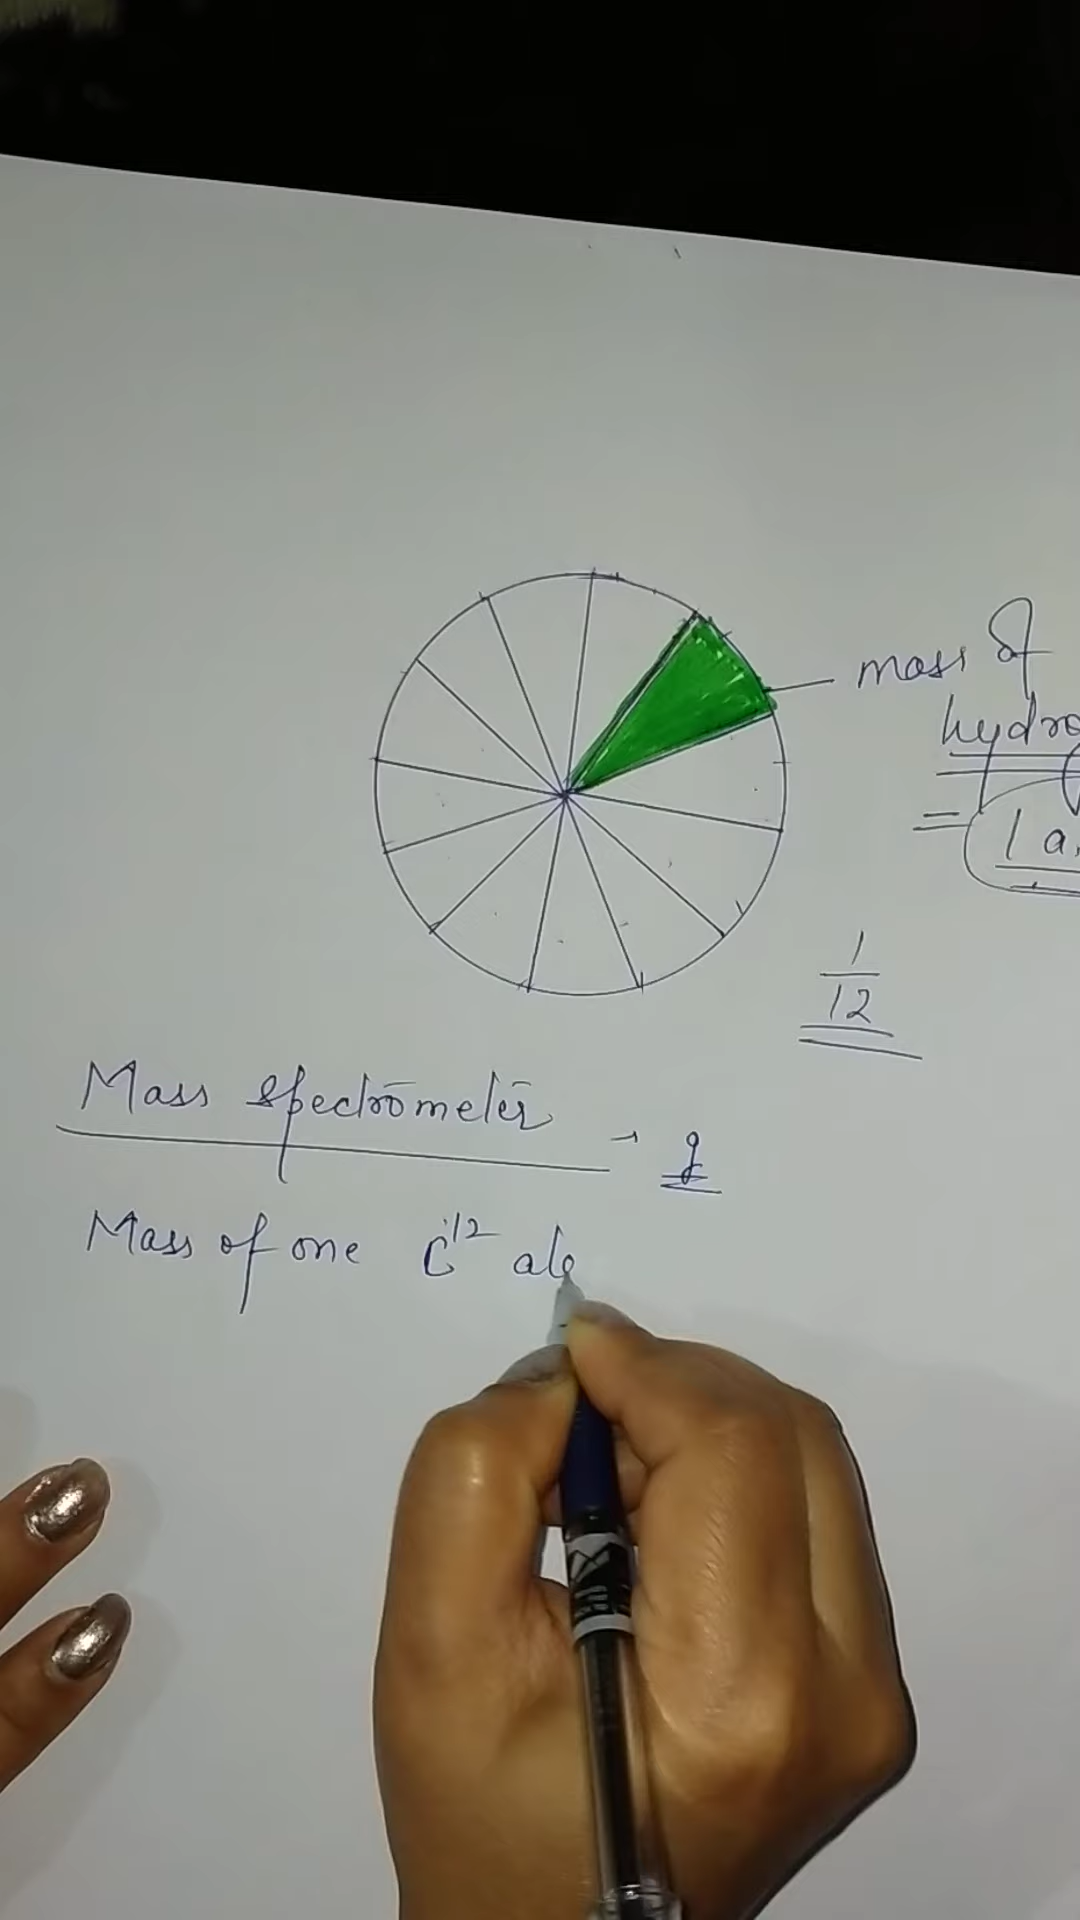 mass of
hydro
= 1 a.
1
12
Mass spectrometer → g
Mass of one C¹² ato